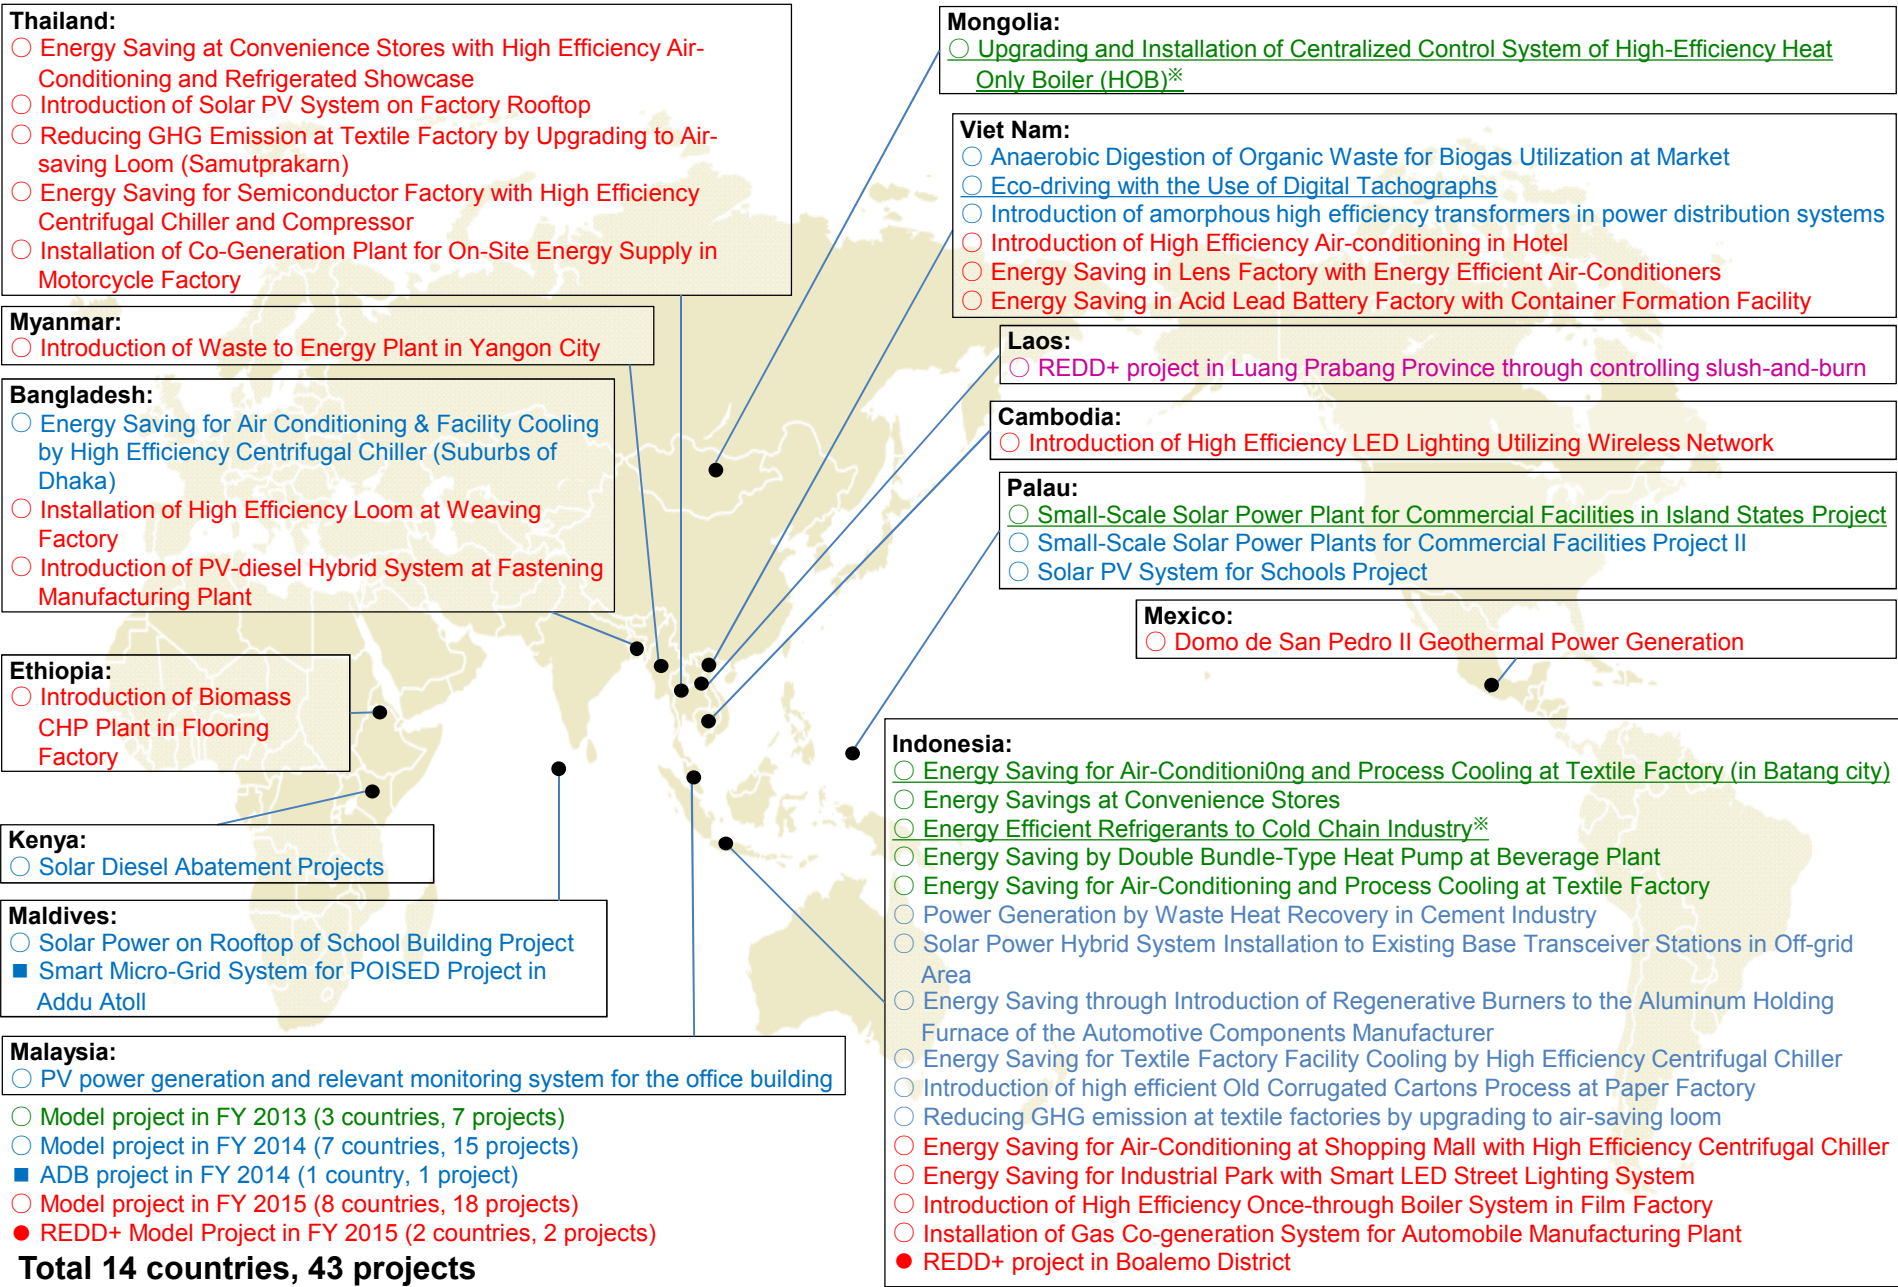 Thailand:
○ Energy Saving at Convenience Stores with High Efficiency Air-
Conditioning and Refrigerated Showcase
○ Introduction of Solar PV System on Factory Rooftop
○ Reducing GHG Emission at Textile Factory by Upgrading to Air-
saving Loom (Samutprakarn)
○ Energy Saving for Semiconductor Factory with High Efficiency
Centrifugal Chiller and Compressor
○ Installation of Co-Generation Plant for On-Site Energy Supply in
Motorcycle Factory
Myanmar:
○ Introduction of Waste to Energy Plant in Yangon City
Bangladesh:
○ Energy Saving for Air Conditioning & Facility Cooling
by High Efficiency Centrifugal Chiller (Suburbs of
Dhaka)
○ Installation of High Efficiency Loom at Weaving
Factory
○ Introduction of PV-diesel Hybrid System at Fastening
Manufacturing Plant
Ethiopia:
○ Introduction of Biomass
CHP Plant in Flooring
Factory
Kenya:
○ Solar Diesel Abatement Projects
Maldives:
○ Solar Power on Rooftop of School Building Project
■ Smart Micro-Grid System for POISED Project in
Addu Atoll
Malaysia:
○ PV power generation and relevant monitoring system for the office building
○ Model project in FY 2013 (3 countries, 7 projects)
○ Model project in FY 2014 (7 countries, 15 projects)
■ ADB project in FY 2014 (1 country, 1 project)
○ Model project in FY 2015 (8 countries, 18 projects)
● REDD+ Model Project in FY 2015 (2 countries, 2 projects)
Total 14 countries, 43 projects
Mongolia:
○ Upgrading and Installation of Centralized Control System of High-Efficiency Heat
Only Boiler (HOB)※
Viet Nam:
○ Anaerobic Digestion of Organic Waste for Biogas Utilization at Market
○ Eco-driving with the Use of Digital Tachographs
○ Introduction of amorphous high efficiency transformers in power distribution systems
○ Introduction of High Efficiency Air-conditioning in Hotel
○ Energy Saving in Lens Factory with Energy Efficient Air-Conditioners
○ Energy Saving in Acid Lead Battery Factory with Container Formation Facility
Laos:
○ REDD+ project in Luang Prabang Province through controlling slush-and-burn
Cambodia:
○ Introduction of High Efficiency LED Lighting Utilizing Wireless Network
Palau:
○ Small-Scale Solar Power Plant for Commercial Facilities in Island States Project
○ Small-Scale Solar Power Plants for Commercial Facilities Project II
○ Solar PV System for Schools Project
Mexico:
○ Domo de San Pedro II Geothermal Power Generation
Indonesia:
○ Energy Saving for Air-Conditioni0ng and Process Cooling at Textile Factory (in Batang city)
○ Energy Savings at Convenience Stores
○ Energy Efficient Refrigerants to Cold Chain Industry※
○ Energy Saving by Double Bundle-Type Heat Pump at Beverage Plant
○ Energy Saving for Air-Conditioning and Process Cooling at Textile Factory
○ Power Generation by Waste Heat Recovery in Cement Industry
○ Solar Power Hybrid System Installation to Existing Base Transceiver Stations in Off-grid
Area
○ Energy Saving through Introduction of Regenerative Burners to the Aluminum Holding
Furnace of the Automotive Components Manufacturer
○ Energy Saving for Textile Factory Facility Cooling by High Efficiency Centrifugal Chiller
○ Introduction of high efficient Old Corrugated Cartons Process at Paper Factory
○ Reducing GHG emission at textile factories by upgrading to air-saving loom
○ Energy Saving for Air-Conditioning at Shopping Mall with High Efficiency Centrifugal Chiller
○ Energy Saving for Industrial Park with Smart LED Street Lighting System
○ Introduction of High Efficiency Once-through Boiler System in Film Factory
○ Installation of Gas Co-generation System for Automobile Manufacturing Plant
● REDD+ project in Boalemo District